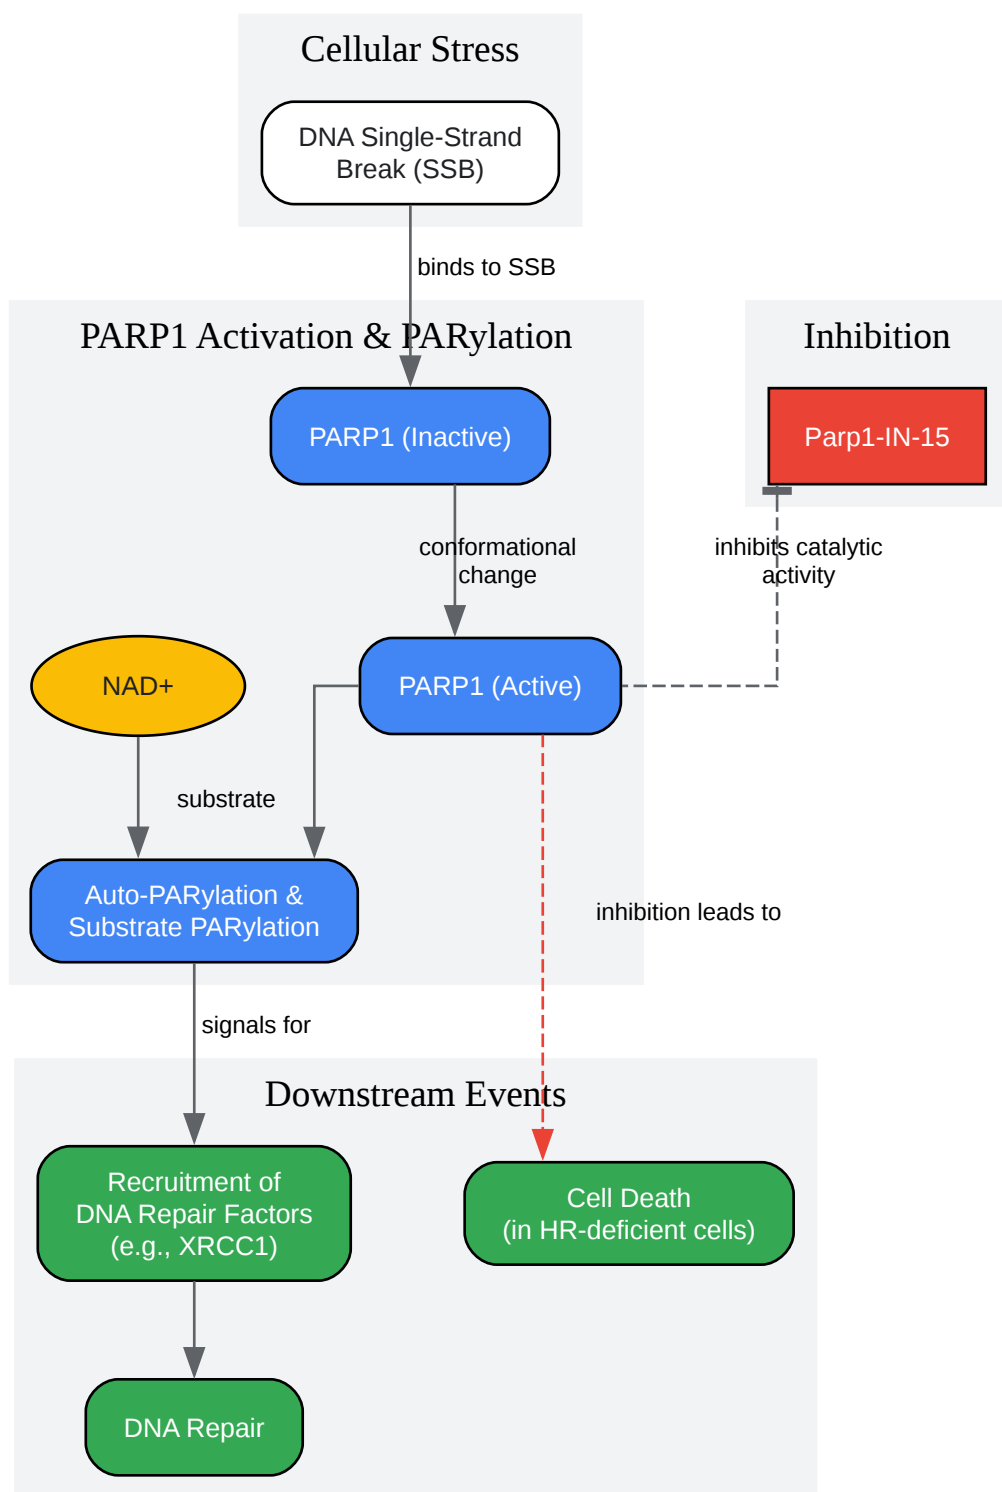 Cellular Stress
DNA Single-Strand
Break (SSB)
binds to SSB
PARP1 Activation & PARylation
Inhibition
PARP1 (Inactive)
Parp1-IN-15
conformational
change
inhibits catalytic
activity
NAD+
PARP1 (Active)
substrate
Auto-PARylation &
Substrate PARylation
inhibition leads to
signals for
Downstream Events
Recruitment of
DNA Repair Factors
(e.g., XRCC1)
Cell Death
(in HR-deficient cells)
DNA Repair